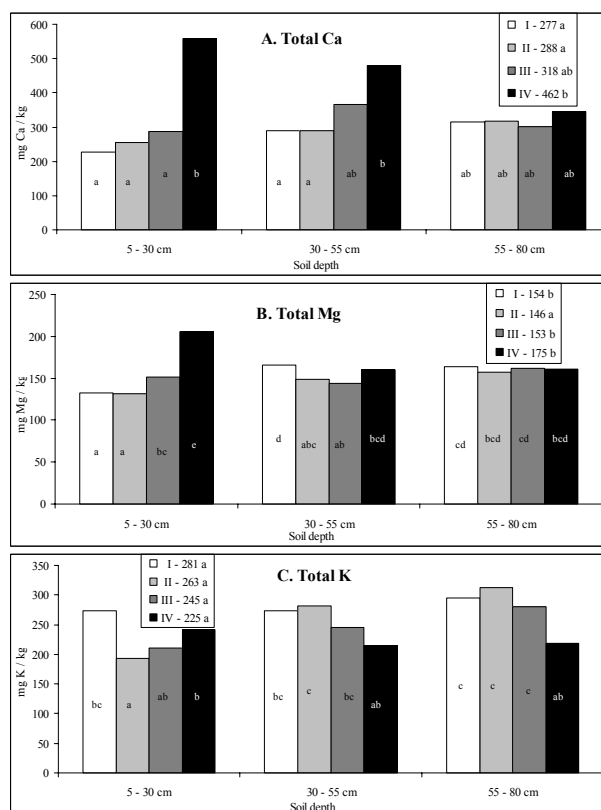 A. Total Ca
I - 277 a
II - 288 a
III - 318 ab
IV - 462 b
mg Ca / kg
600
500
400
300
200
100
0
a a a b
a a ab b
ab ab ab ab
5 - 30 cm 30 - 55 cm 55 - 80 cm
Soil depth
B. Total Mg
I - 154 b
II - 146 a
III - 153 b
IV - 175 b
mg Mg / kg
250
200
150
100
50
0
a a bc e
d abc ab bcd
cd bcd cd bcd
5 - 30 cm 30 - 55 cm 55 - 80 cm
Soil depth
C. Total K
I - 281 a
II - 263 a
III - 245 a
IV - 225 a
mg K / kg
350
300
250
200
150
100
50
0
bc a ab b
bc c bc ab
c c c ab
5 - 30 cm 30 - 55 cm 55 - 80 cm
Soil depth